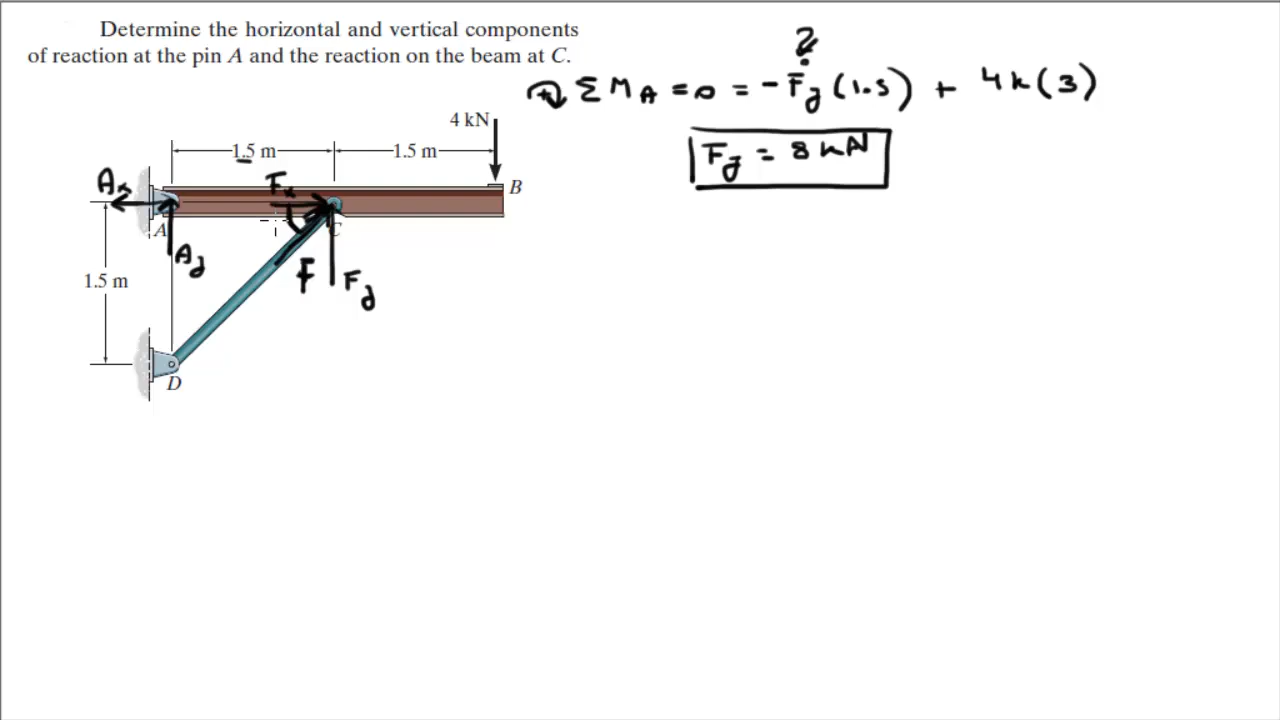 Determine the horizontal and vertical components
of reaction at the pin A and the reaction on the beam at C.
?
↷+ ΣM_A = 0 = -F_y(1.5) + 4k(3)
F_y = 8 kN
4 kN
1.5 m
1.5 m
A_x
F_x
B
A
C
A_y
F
F_y
1.5 m
D